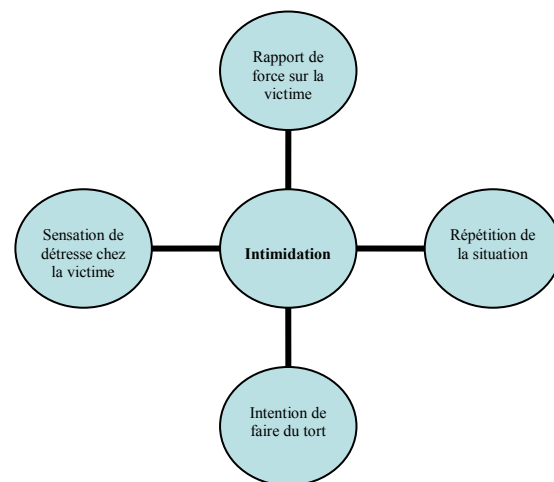 Rapport de
force sur la
victime
Sensation de
détresse chez
la victime
Intimidation
Répétition de
la situation
Intention de
faire du tort